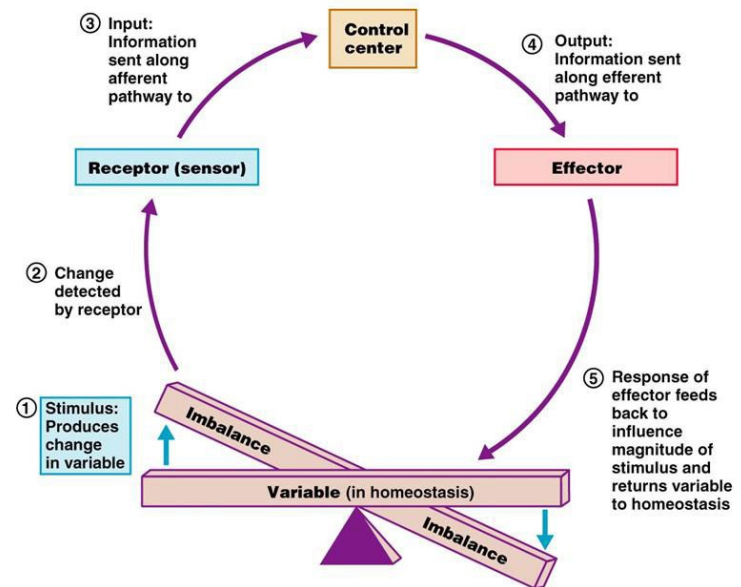 ③ Input:
Information
sent along
afferent
pathway to
Control
center
④ Output:
Information sent
along efferent
pathway to
Receptor (sensor)
Effector
② Change
detected
by receptor
① Stimulus:
Produces
change
in variable
Imbalance
Variable (in homeostasis)
Imbalance
⑤ Response of
effector feeds
back to
influence
magnitude of
stimulus and
returns variable
to homeostasis